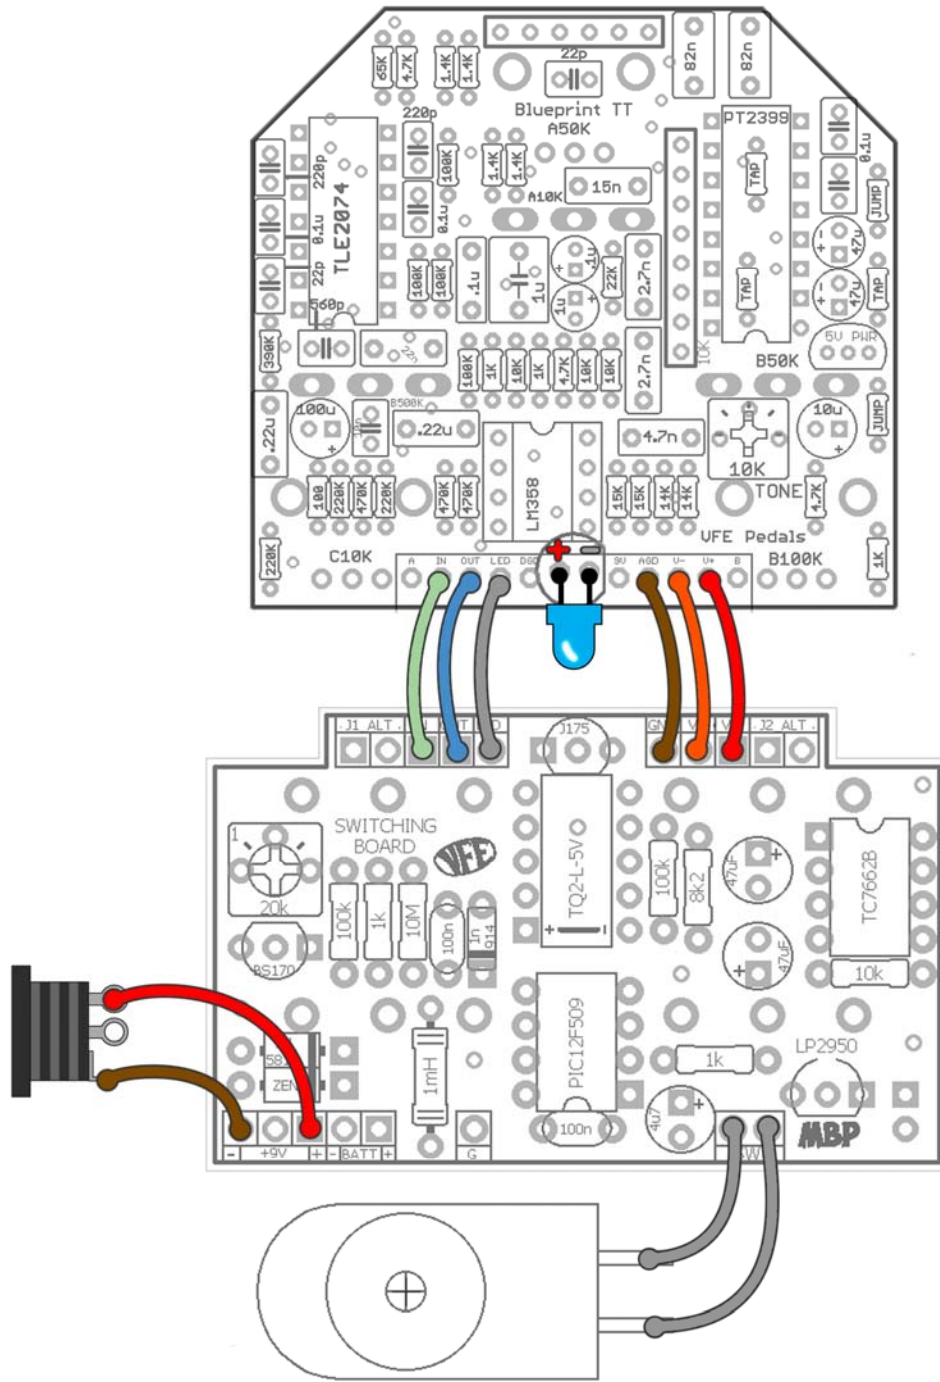 65K
4.7K
1.4K
1.4K
22p
82n
82n
Blueprint TT
A50K
PT2399
220p
0.1u
220p
100K
1.4K
1.4K
15n
TAP
JUMP
A10K
0.1u
0.1u
TLE2074
22p
47u
100K
100K
.1u
1u
.1u
22K
2.7n
TAP
47u
TAP
1u
560p
22n
10K
5V PWR
390K
100K
1K
10K
1K
4.7K
10K
10K
2.7n
B50K
B500K
.22u
100u
.22u
4.7n
10K
10u
JUMP
LM358
TONE
100
220K
470K
220K
470K
470K
15K
15K
14K
14K
4.7K
VFE Pedals
220K
C10K
A
IN
OUT
LED
+
-
9V
AGD
V-
V+
B
B100K
1K
J1 ALT
J175
J2 ALT
1
SWITCHING
BOARD
VFE
20k
TQ2-L-5V
+
-
100k
8k2
47uF
TC7662B
100k
1k
10M
100n
1n
914
BS170
47uF
10k
PIC12F509
1mH
1k
LP2950
ZEN
4u7
100n
MBP
-
+9V
+
-
BATT
+
G